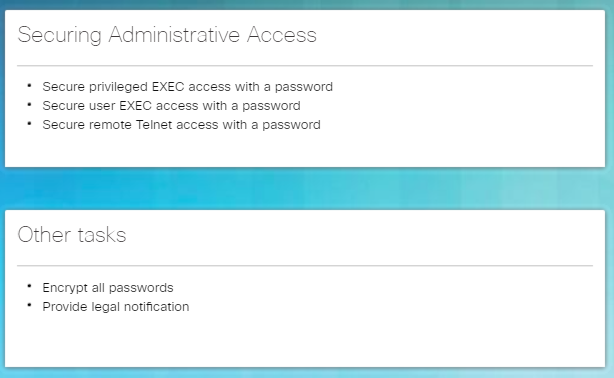 Securing Administrative Access
• Secure privileged EXEC access with a password
• Secure user EXEC access with a password
• Secure remote Telnet access with a password
Other tasks
• Encrypt all passwords
• Provide legal notification